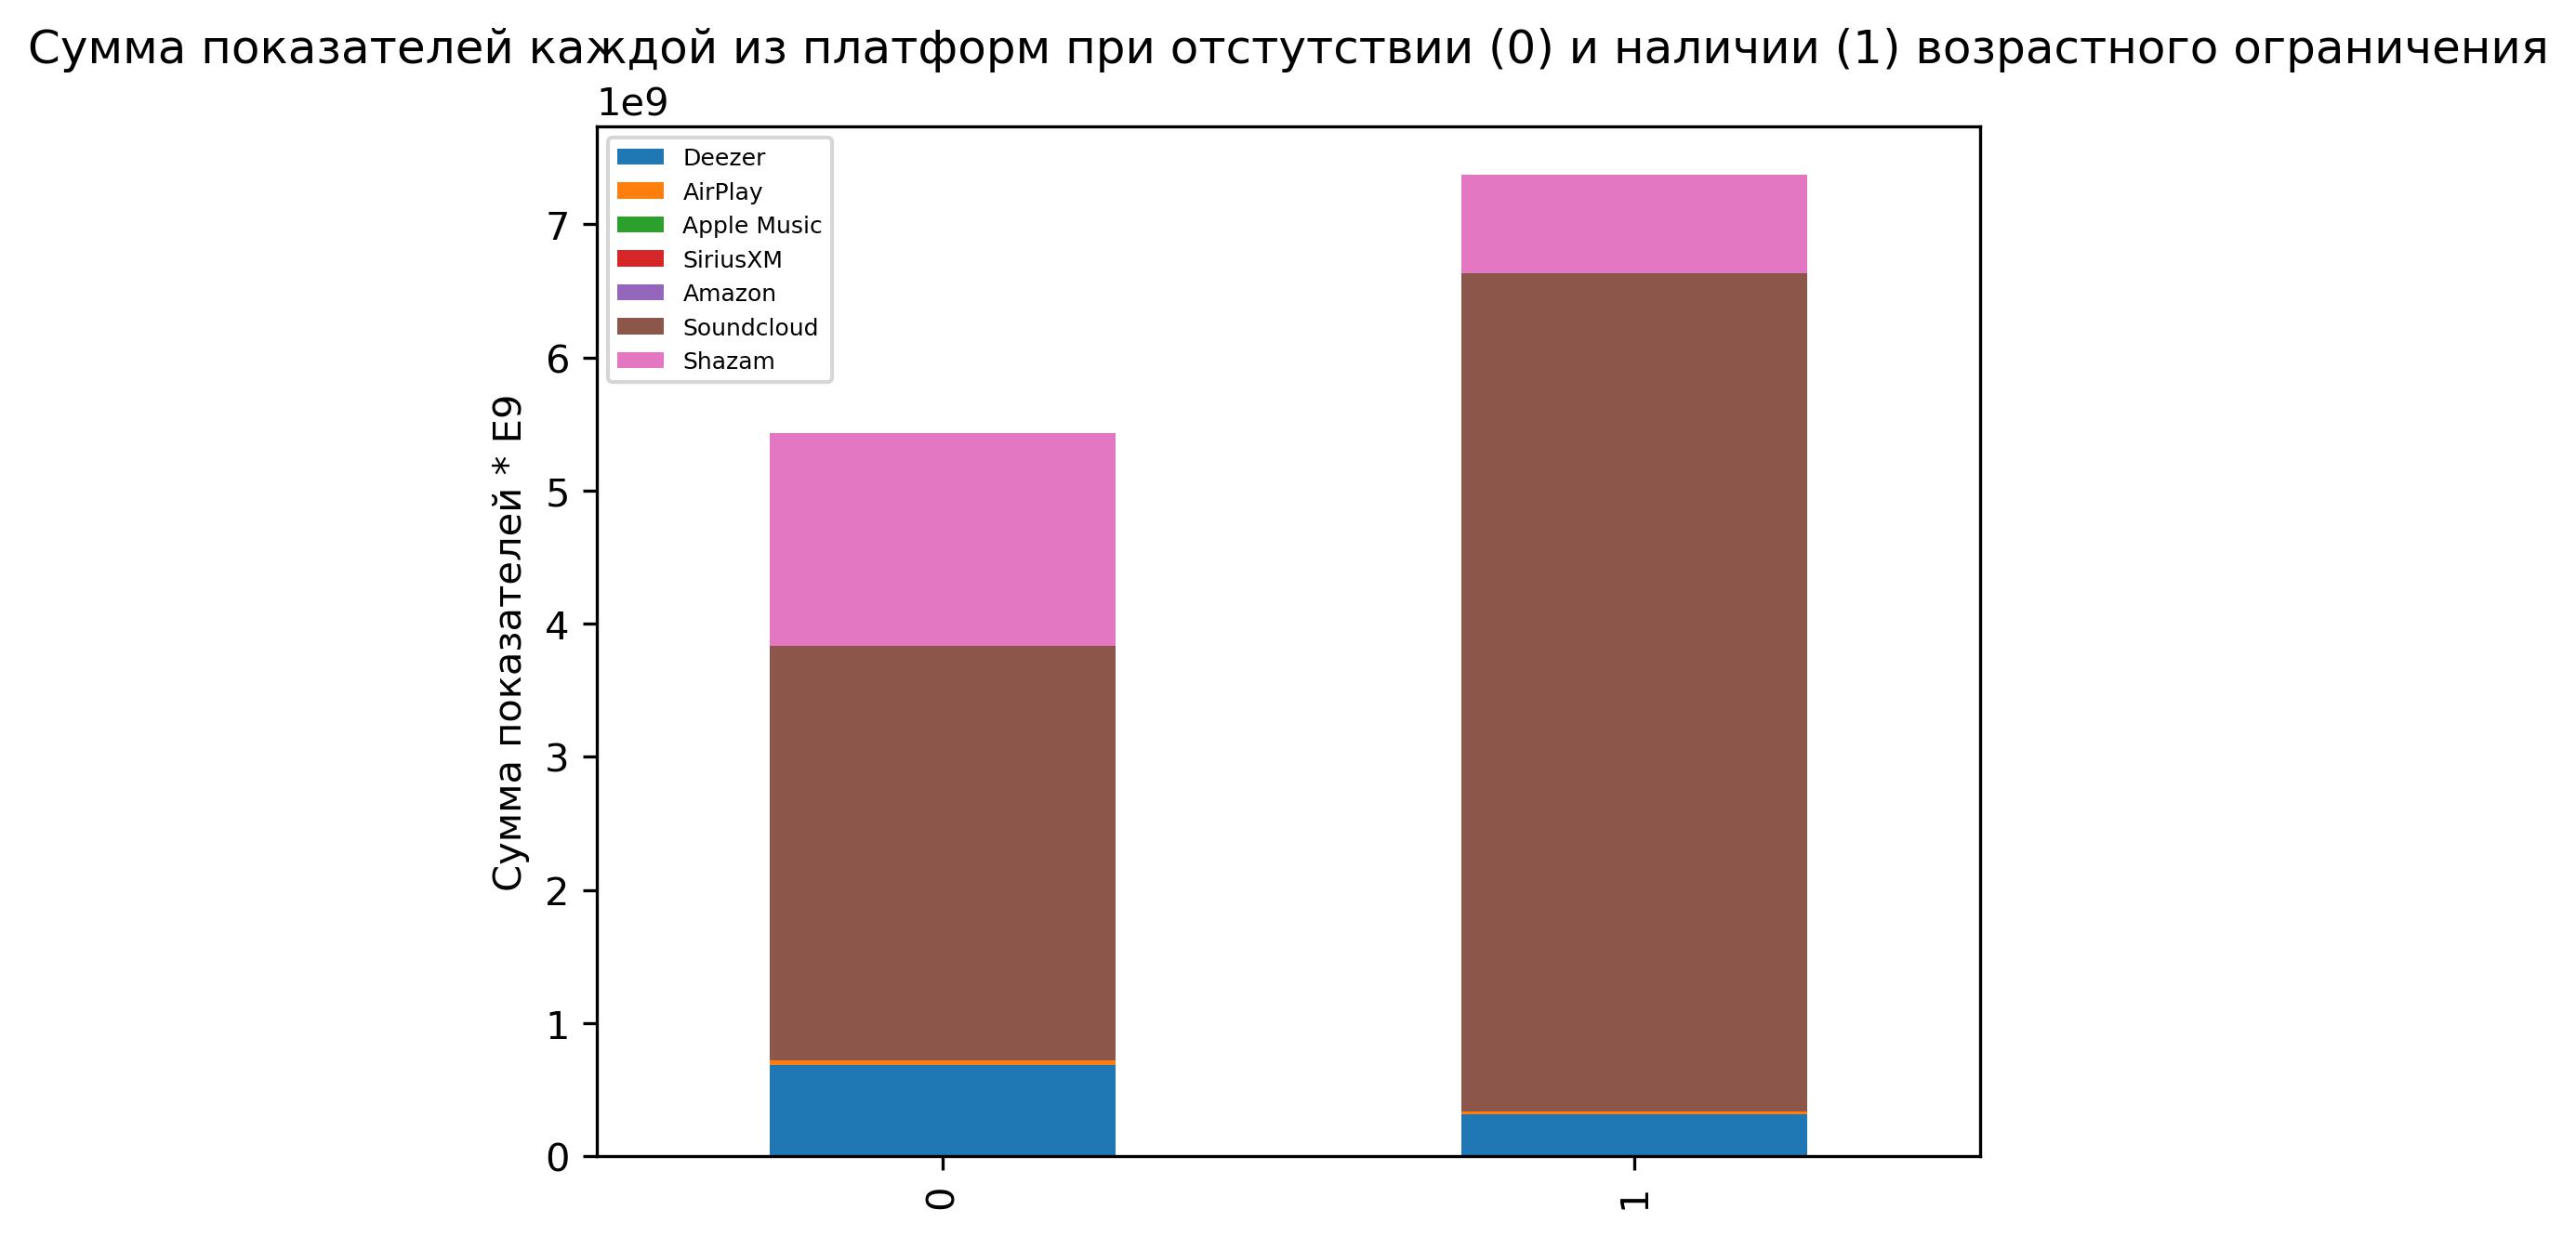 Сумма показателей каждой из платформ при отстутствии (0) и наличии (1) возрастного ограничения
1e9
Deezer
AirPlay
Apple Music
SiriusXM
Amazon
Soundcloud
Shazam
Сумма показателей * E9
7
6
5
4
3
2
1
0
0
1